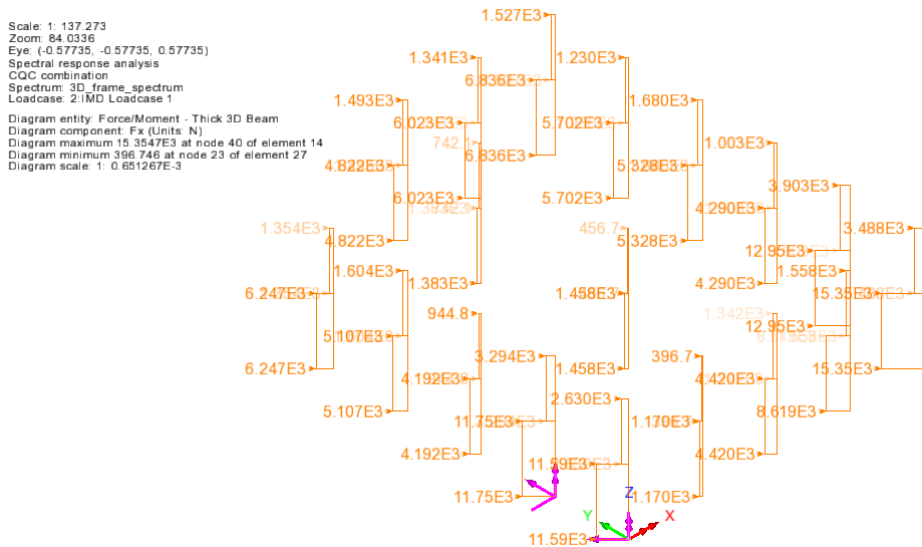 Scale: 1: 137.273
Zoom: 84.0336
Eye: (-0.57735, -0.57735, 0.57735)
Spectral response analysis
CQC combination
Spectrum: 3D_frame_spectrum
Loadcase: 2:IMD Loadcase 1
Diagram entity: Force/Moment - Thick 3D Beam
Diagram component: Fx (Units: N)
Diagram maximum 15.3547E3 at node 40 of element 14
Diagram minimum 396.746 at node 23 of element 27
Diagram scale: 1: 0.651267E-3
1.527E3
1.341E3
1.230E3
6.836E3
1.493E3
1.680E3
6.023E3
5.702E3
742.1
1.003E3
6.836E3
4.822E3
5.328E3
3.903E3
6.023E3
5.702E3
4.290E3
1.354E3
456.7
3.488E3
4.822E3
5.328E3
12.95E3
1.604E3
1.558E3
1.383E3
4.290E3
6.247E3
1.458E3
15.35E3
944.8
1.342E3
12.95E3
5.107E3
3.294E3
396.7
6.247E3
1.458E3
15.35E3
4.192E3
4.420E3
2.630E3
5.107E3
8.619E3
11.75E3
1.170E3
4.192E3
4.420E3
11.59E3
11.75E3
1.170E3
Z
Y
X
11.59E3